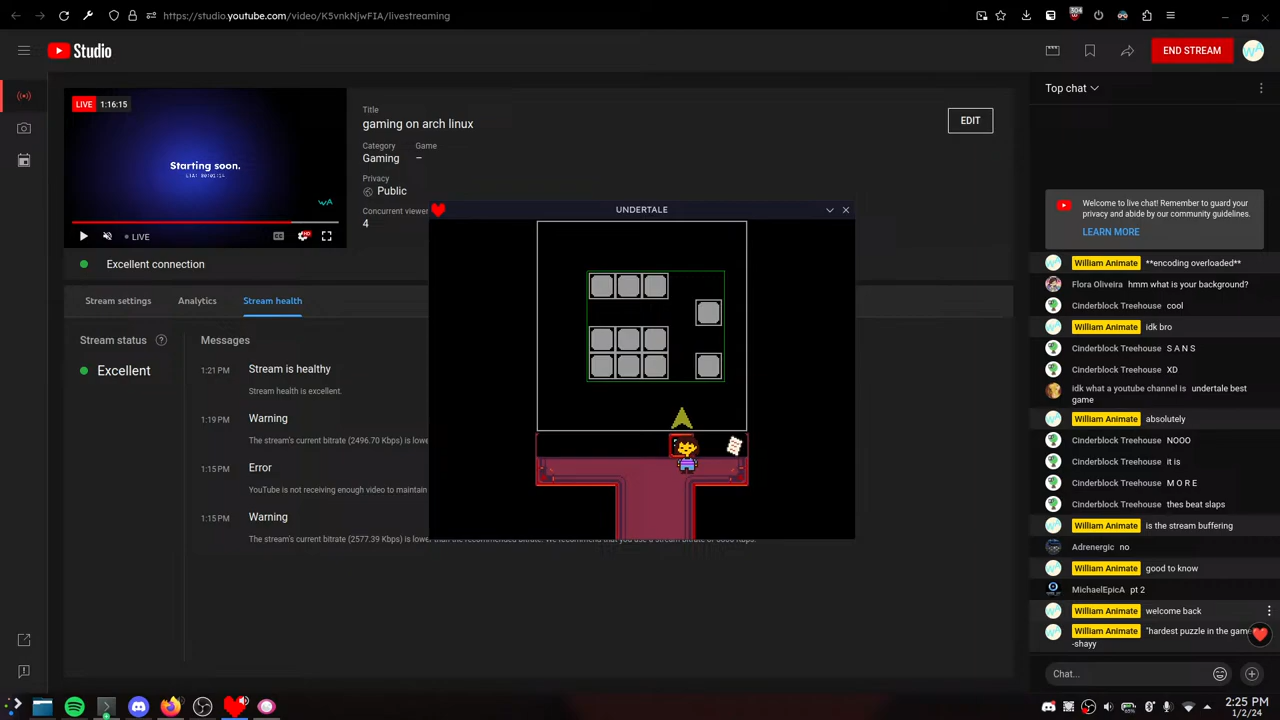 https://studio.youtube.com/video/K5vnkNjwFIA/livestreaming
304
Studio
END STREAM
LIVE 1:16:15
Starting soon.
LIVE
Title
gaming on arch linux
EDIT
Category Game
Gaming –
Privacy
Public
Concurrent viewer
4
Excellent connection
Stream settings Analytics Stream health
Stream status
Excellent
Messages
1:21 PM Stream is healthy
Stream health is excellent.
1:19 PM Warning
The stream's current bitrate (2496.70 Kbps) is lowe
1:15 PM Error
YouTube is not receiving enough video to maintain
1:15 PM Warning
The stream's current bitrate (2577.39 Kbps) is lower than the recommended bitrate. We recommend that you use a stream bitrate of
UNDERTALE
Top chat
Welcome to live chat! Remember to guard your
privacy and abide by our community guidelines.
LEARN MORE
William Animate **encoding overloaded**
Flora Oliveira hmm what is your background?
Cinderblock Treehouse cool
William Animate idk bro
Cinderblock Treehouse S A N S
Cinderblock Treehouse XD
idk what a youtube channel is undertale best
game
William Animate absolutely
Cinderblock Treehouse NOOO
Cinderblock Treehouse it is
Cinderblock Treehouse M O R E
Cinderblock Treehouse thes beat slaps
William Animate is the stream buffering
Adrenergic no
William Animate good to know
MichaelEpicA pt 2
William Animate welcome back
William Animate "hardest puzzle in the game
-shayy
Chat...
2:25 PM
1/2/24